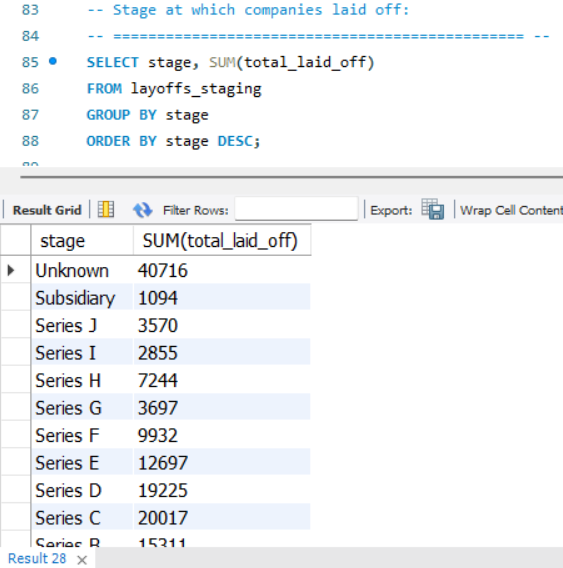 83 -- Stage at which companies laid off:
84 -- =============================================== --
85 SELECT stage, SUM(total_laid_off)
86 FROM layoffs_staging
87 GROUP BY stage
88 ORDER BY stage DESC;
Result Grid Filter Rows: Export: Wrap Cell Content
stage SUM(total_laid_off)
Unknown 40716
Subsidiary 1094
Series J 3570
Series I 2855
Series H 7244
Series G 3697
Series F 9932
Series E 12697
Series D 19225
Series C 20017
Series B 15311
Result 28 ×